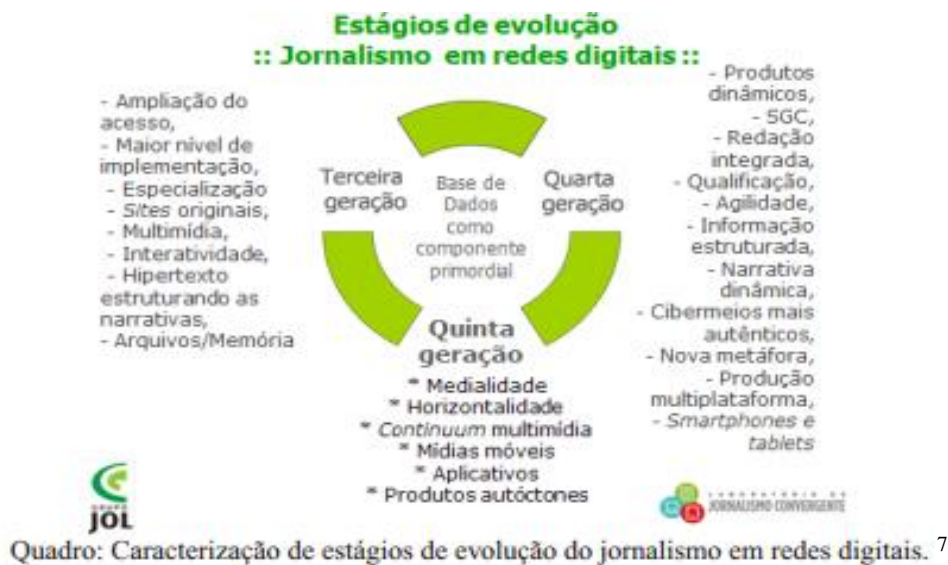 Estágios de evolução
:: Jornalismo em redes digitais ::
- Ampliação do
acesso,
- Maior nível de
implementação,
- Especialização
- Sites originais,
- Multimídia,
- Interatividade,
- Hipertexto
estruturando as
narrativas,
- Arquivos/Memória
Terceira
geração
Base de
Dados
como
componente
primordial
Quarta
geração
- Produtos
dinâmicos,
- SGC,
- Redação
integrada,
- Qualificação,
- Agilidade,
- Informação
estruturada,
- Narrativa
dinâmica,
- Cibermeios mais
autênticos,
- Nova metáfora,
- Produção
multiplataforma,
- Smartphones e
tablets
Quinta
geração
* Medialidade
* Horizontalidade
* Continuum multimídia
* Mídias móveis
* Aplicativos
* Produtos autóctones
GRUPO
JOL
LABORATÓRIO DE
JORNALISMO CONVERGENTE
Quadro: Caracterização de estágios de evolução do jornalismo em redes digitais. 7